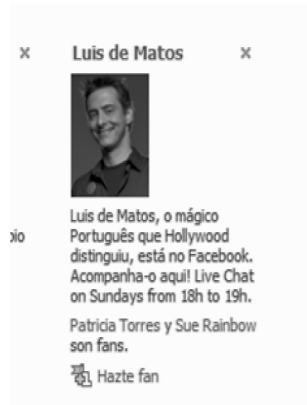 x
Luis de Matos x
Luis de Matos, o mágico
Português que Hollywood
distinguiu, está no Facebook.
Acompanha-o aqui! Live Chat
on Sundays from 18h to 19h.
Patricia Torres y Sue Rainbow
son fans.
Hazte fan